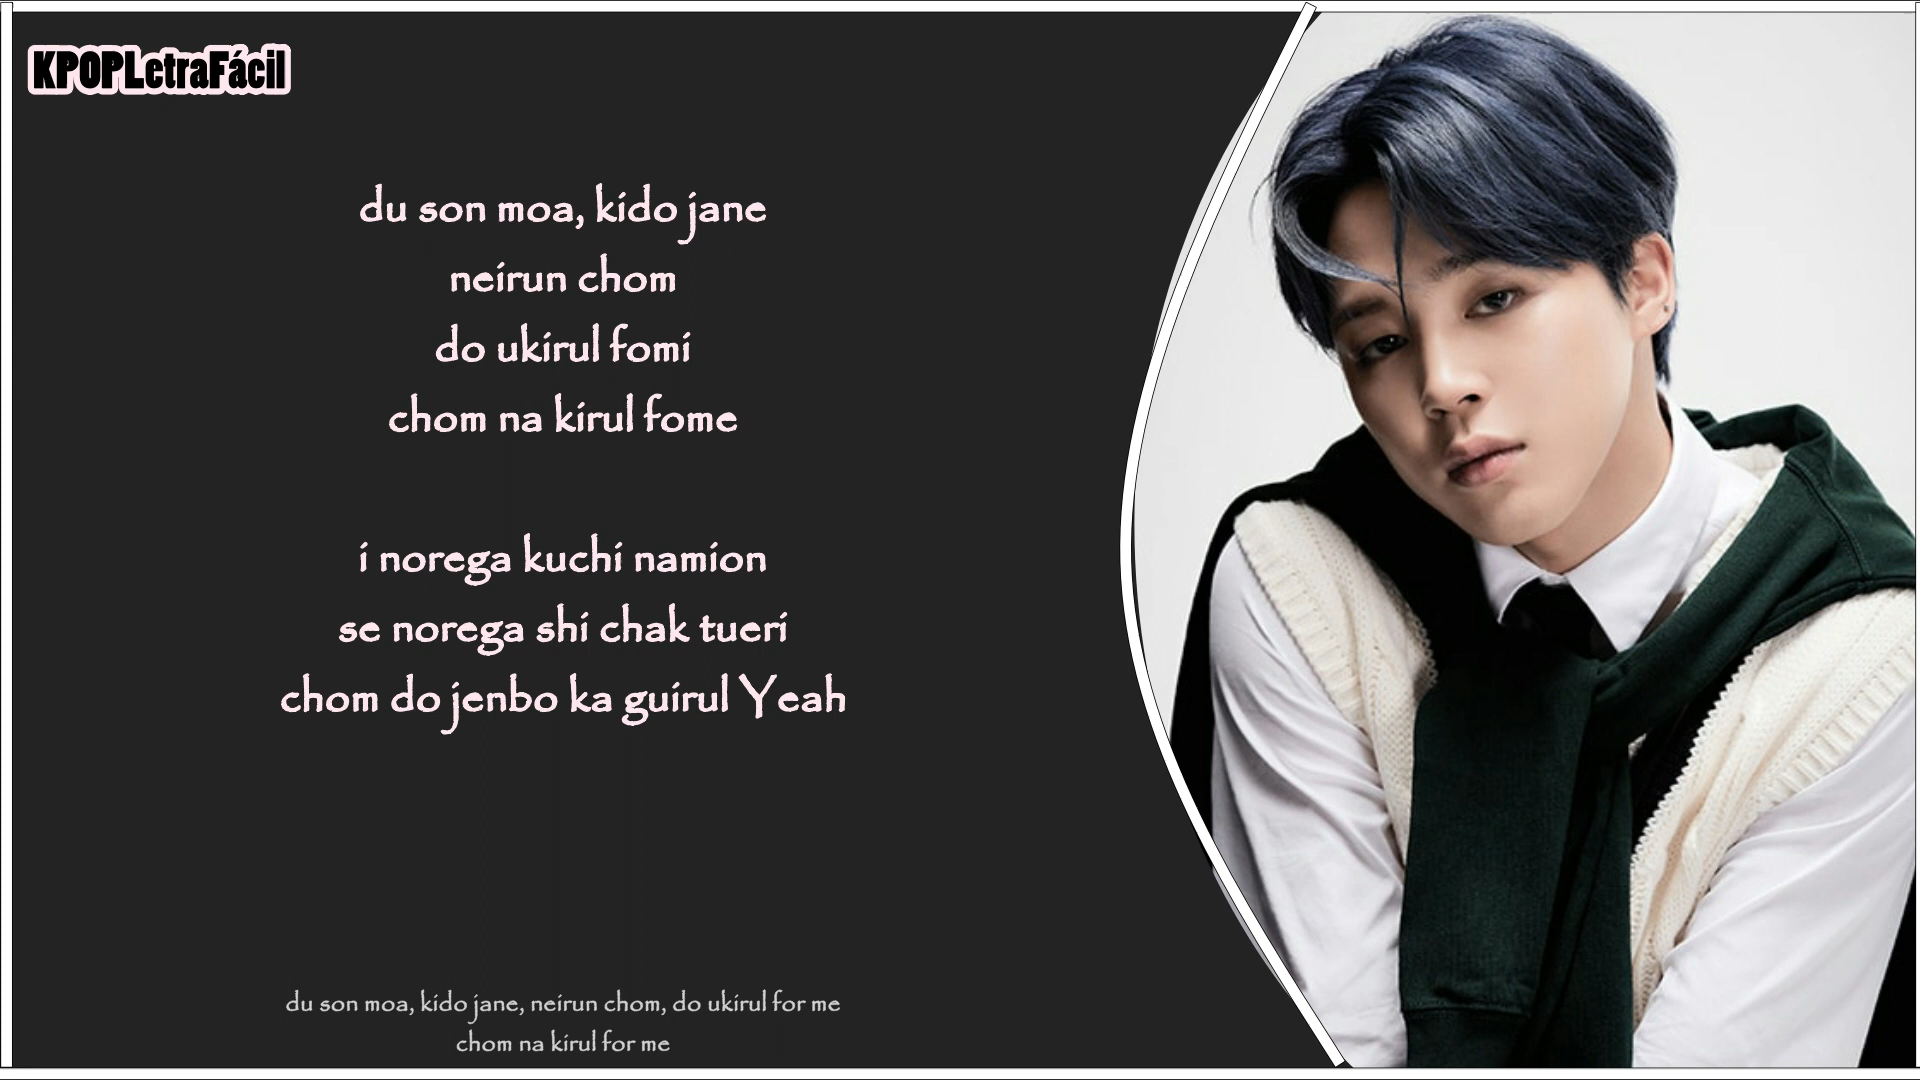 KPOPLetraFácil
du son moa, kido jane
neirun chom
do ukirul fomi
chom na kirul fome
i norega kuchi namion
se norega shi chak tueri
chom do jenbo ka guirul Yeah
du son moa, kido jane, neirun chom, do ukirul for me
chom na kirul for me